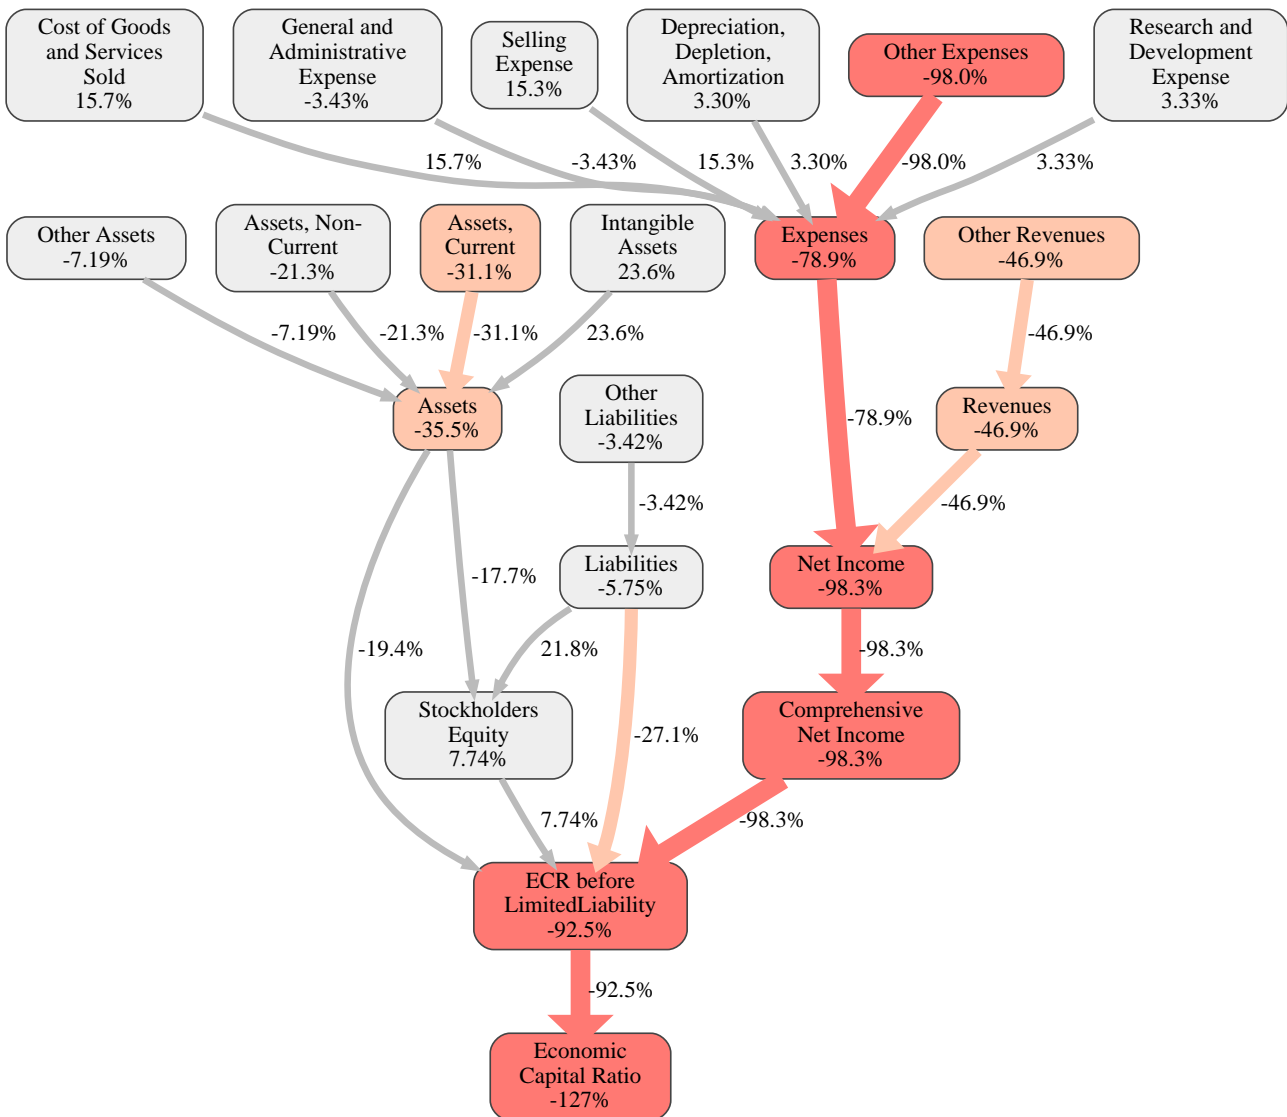 Cost of Goods
and Services
Sold
15.7%
General and
Administrative
Expense
-3.43%
Selling
Expense
15.3%
Depreciation,
Depletion,
Amortization
3.30%
Other Expenses
-98.0%
Research and
Development
Expense
3.33%
15.7%
-3.43%
15.3%
3.30%
-98.0%
3.33%
Other Assets
-7.19%
Assets, Non-
Current
-21.3%
Assets,
Current
-31.1%
Intangible
Assets
23.6%
Expenses
-78.9%
Other Revenues
-46.9%
-7.19%
-21.3%
-31.1%
23.6%
-46.9%
Assets
-35.5%
Other
Liabilities
-3.42%
-78.9%
Revenues
-46.9%
-3.42%
-46.9%
-17.7%
Liabilities
-5.75%
Net Income
-98.3%
-19.4%
21.8%
-98.3%
Stockholders
Equity
7.74%
-27.1%
Comprehensive
Net Income
-98.3%
7.74%
-98.3%
ECR before
LimitedLiability
-92.5%
-92.5%
Economic
Capital Ratio
-127%